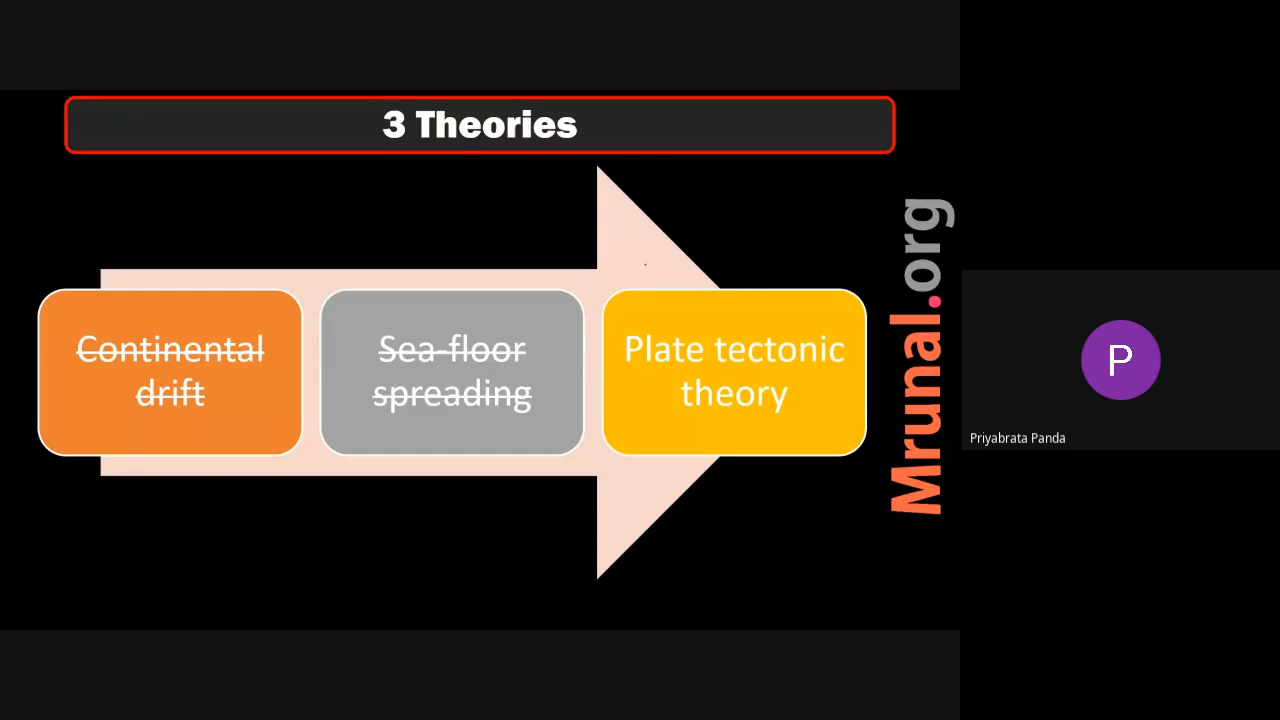 3 Theories
Continental
drift
Sea-floor
spreading
Plate tectonic
theory
Mrunal.org
P
Priyabrata Panda